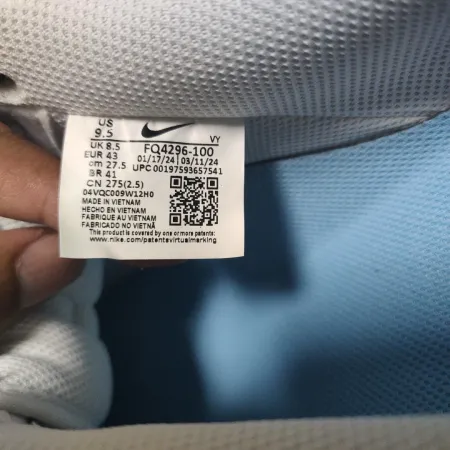 US
9.5
VY
UK 8.5 FQ4296-100
EUR 43 01/17/24 | 03/11/24
cm 27.5 UPC 00197593657541
BR 41
CN 275(2.5)
04VQC009W12H0
MADE IN VIETNAM
HECHO EN VIETNAM
FABRIQUE AU VIETNAM
FABRICADO NO VIETNÃ
This product is covered by one or more patents:
www.nike.com/patentsvirtualmarking